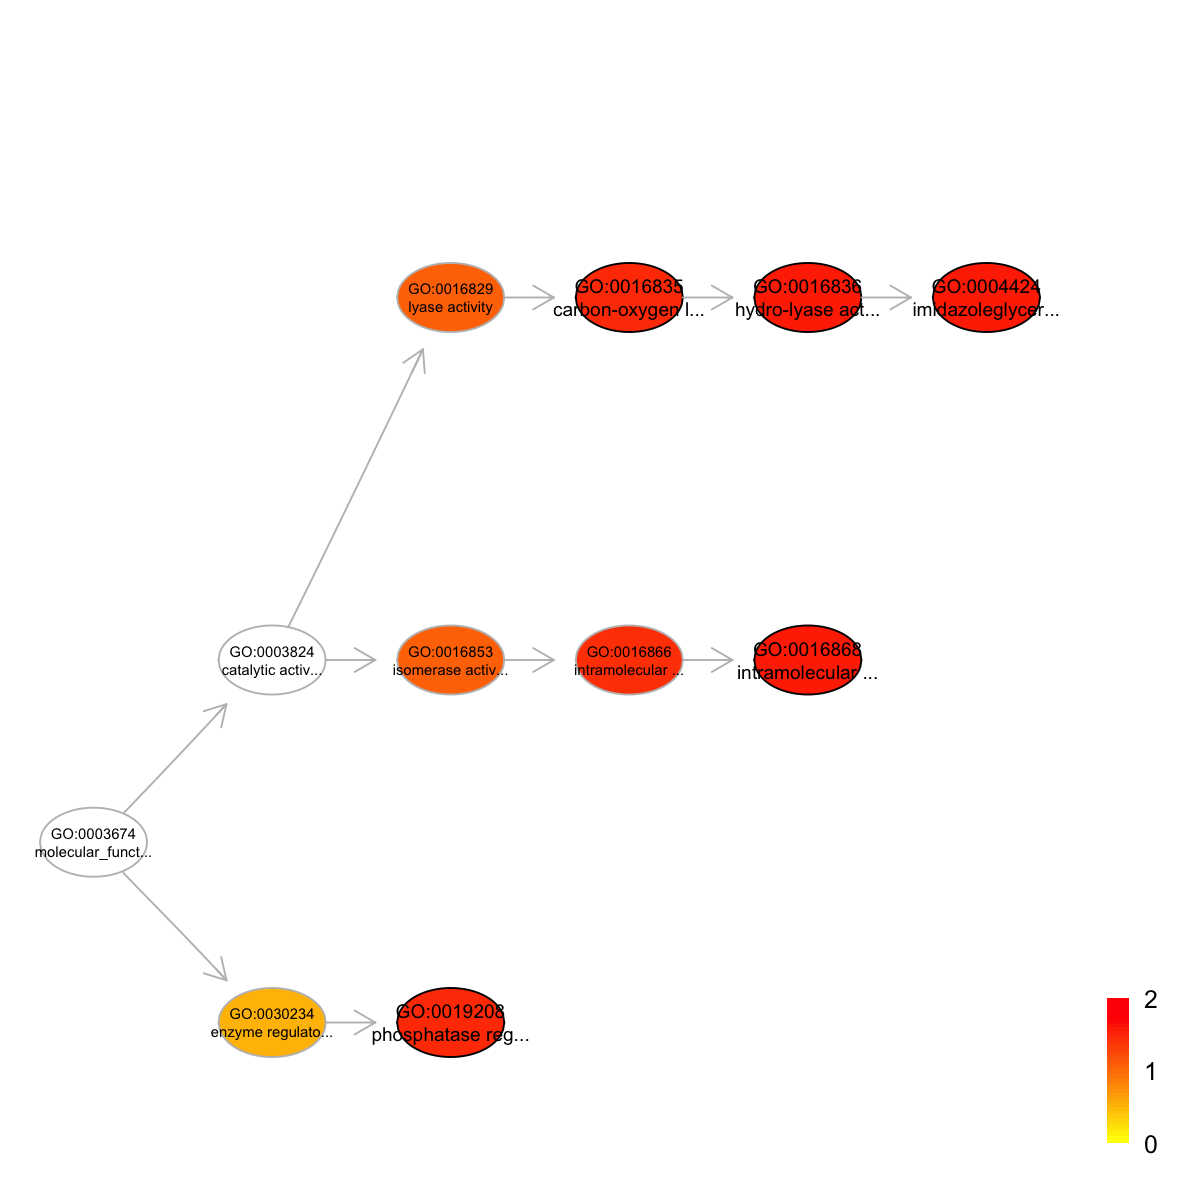 GO:0016829
lyase activity
GO:0016835
carbon-oxygen l...
GO:0016836
hydro-lyase act...
GO:0004424
imidazoleglycer...
GO:0003824
catalytic activ...
GO:0016853
isomerase activ...
GO:0016866
intramolecular ...
GO:0016868
intramolecular ...
GO:0003674
molecular_funct...
GO:0030234
enzyme regulato...
GO:0019208
phosphatase reg...
2
1
0